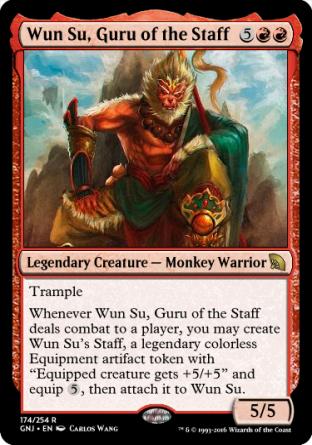 Wun Su, Guru of the Staff 5
Legendary Creature — Monkey Warrior
Trample
Whenever Wun Su, Guru of the Staff
deals combat to a player, you may create
Wun Su's Staff, a legendary colorless
Equipment artifact token with
“Equipped creature gets +5/+5” and
equip 5, then attach it to Wun Su.
5/5
174/254 R
GNJ • EN Carlos Wang
™ & © 1993-2016 Wizards of the Coast